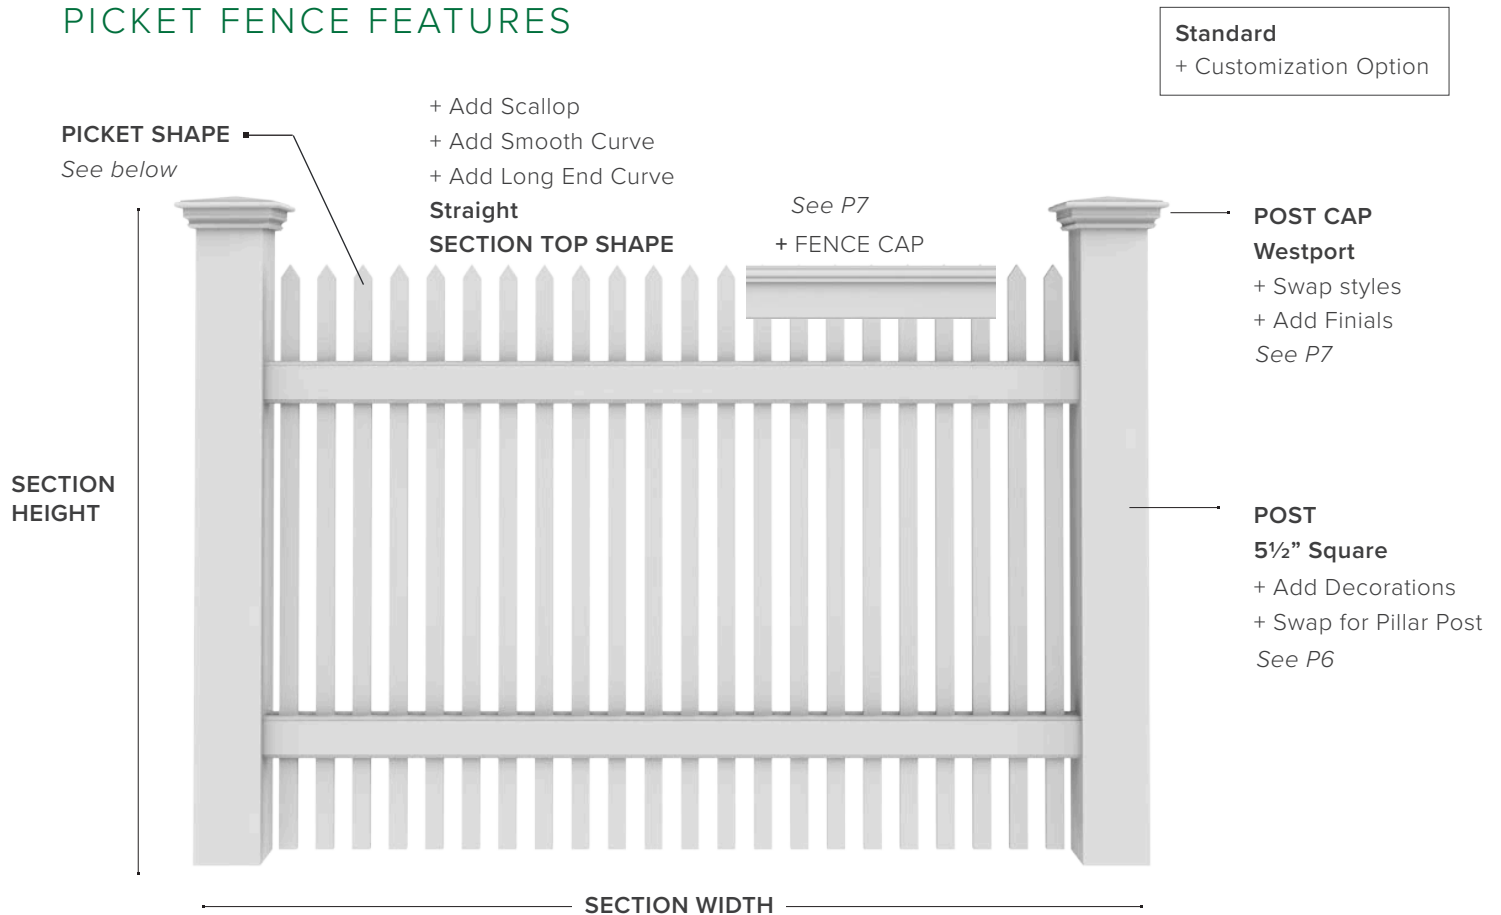 PICKET FENCE FEATURES
Standard
+ Customization Option
PICKET SHAPE
See below
+ Add Scallop
+ Add Smooth Curve
+ Add Long End Curve
Straight
SECTION TOP SHAPE
See P7
+ FENCE CAP
POST CAP
Westport
+ Swap styles
+ Add Finials
See P7
SECTION
HEIGHT
POST
5½” Square
+ Add Decorations
+ Swap for Pillar Post
See P6
SECTION WIDTH